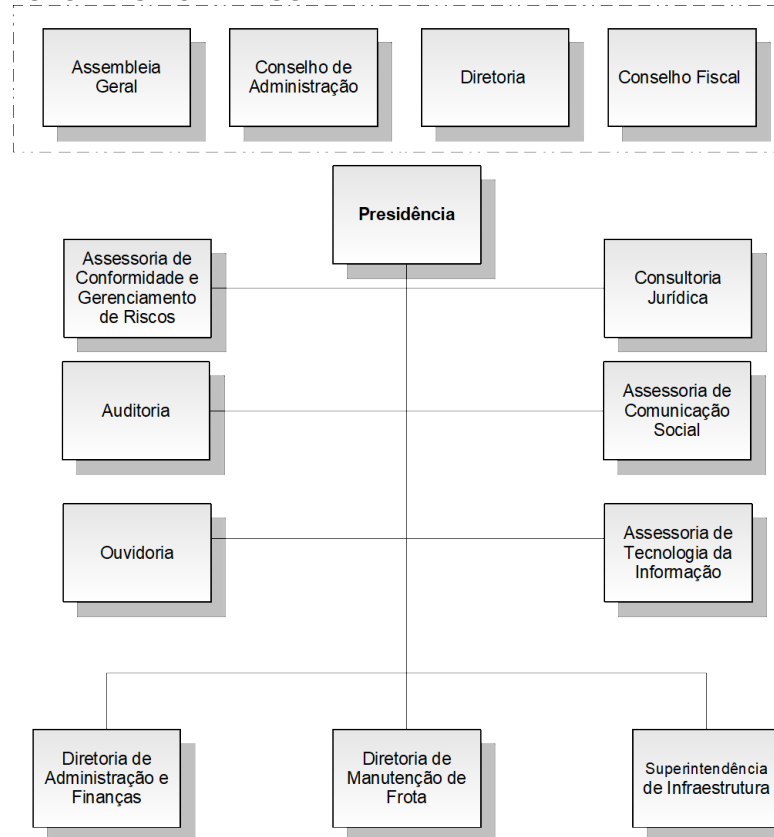 Assembleia
Geral
Conselho de
Administração
Diretoria
Conselho Fiscal
Presidência
Assessoria de
Conformidade e
Gerenciamento
de Riscos
Consultoria
Jurídica
Auditoria
Assessoria de
Comunicação
Social
Ouvidoria
Assessoria de
Tecnologia da
Informação
Diretoria de
Administração e
Finanças
Diretoria de
Manutenção de
Frota
Superintendência
de Infraestrutura